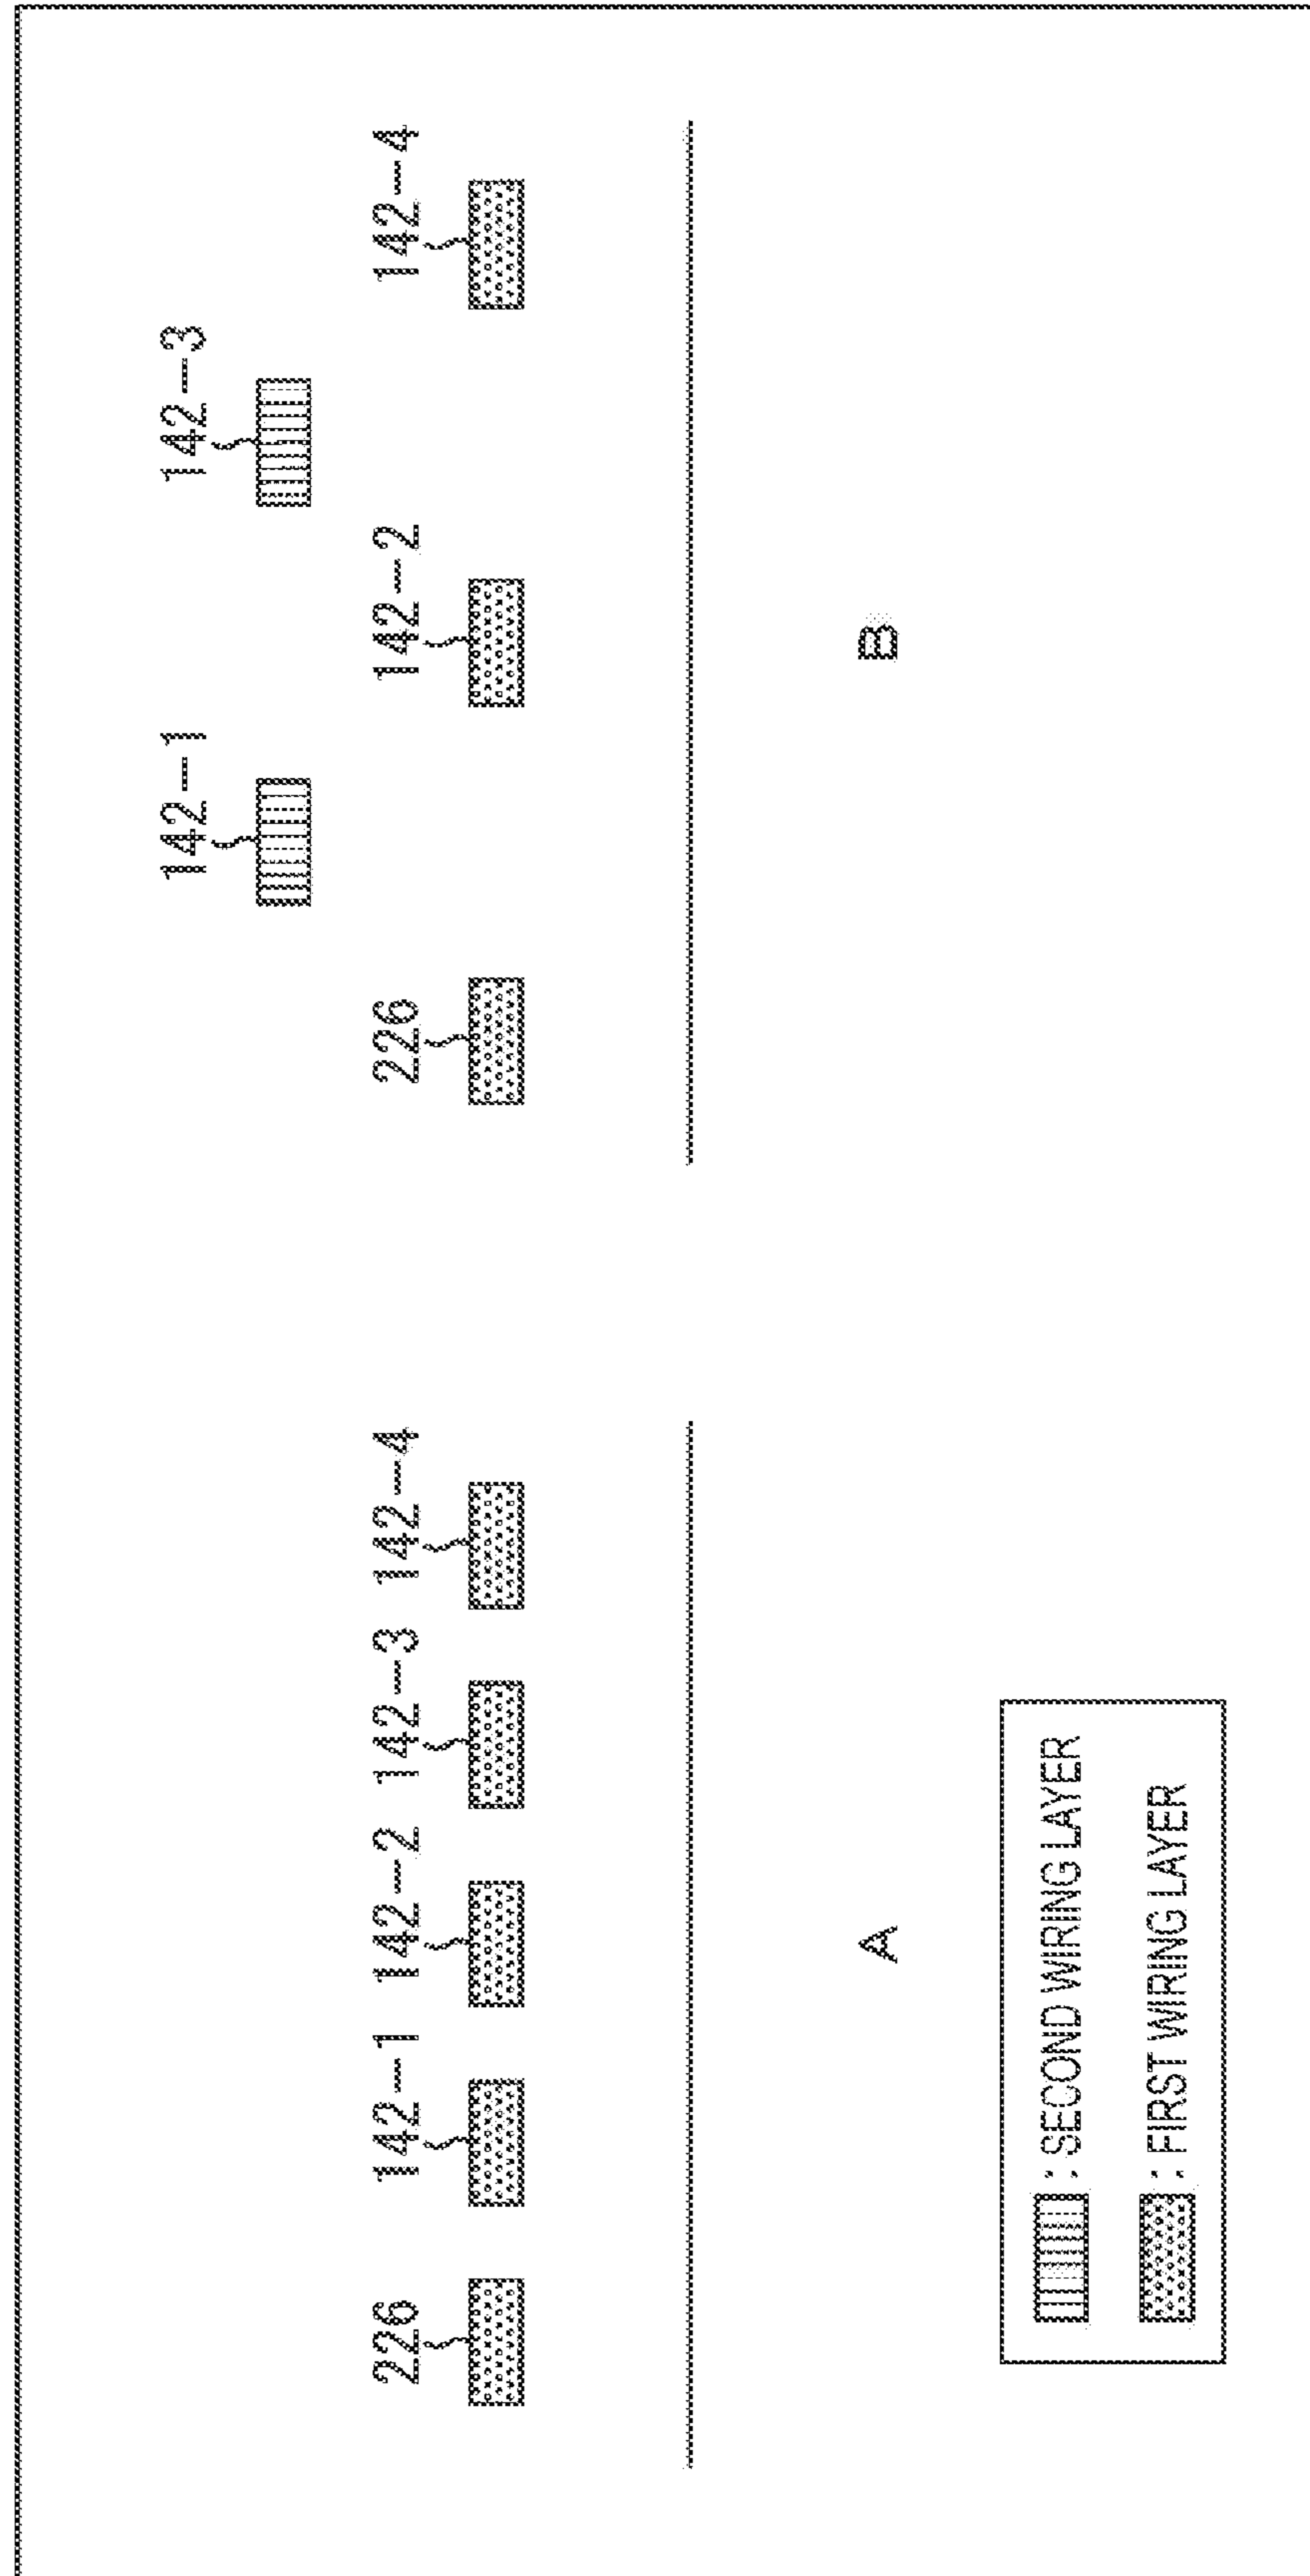 226
142-1
142-2
142-3
142-4
A
226
142-1
142-2
142-3
142-4
B
: SECOND WIRING LAYER
: FIRST WIRING LAYER